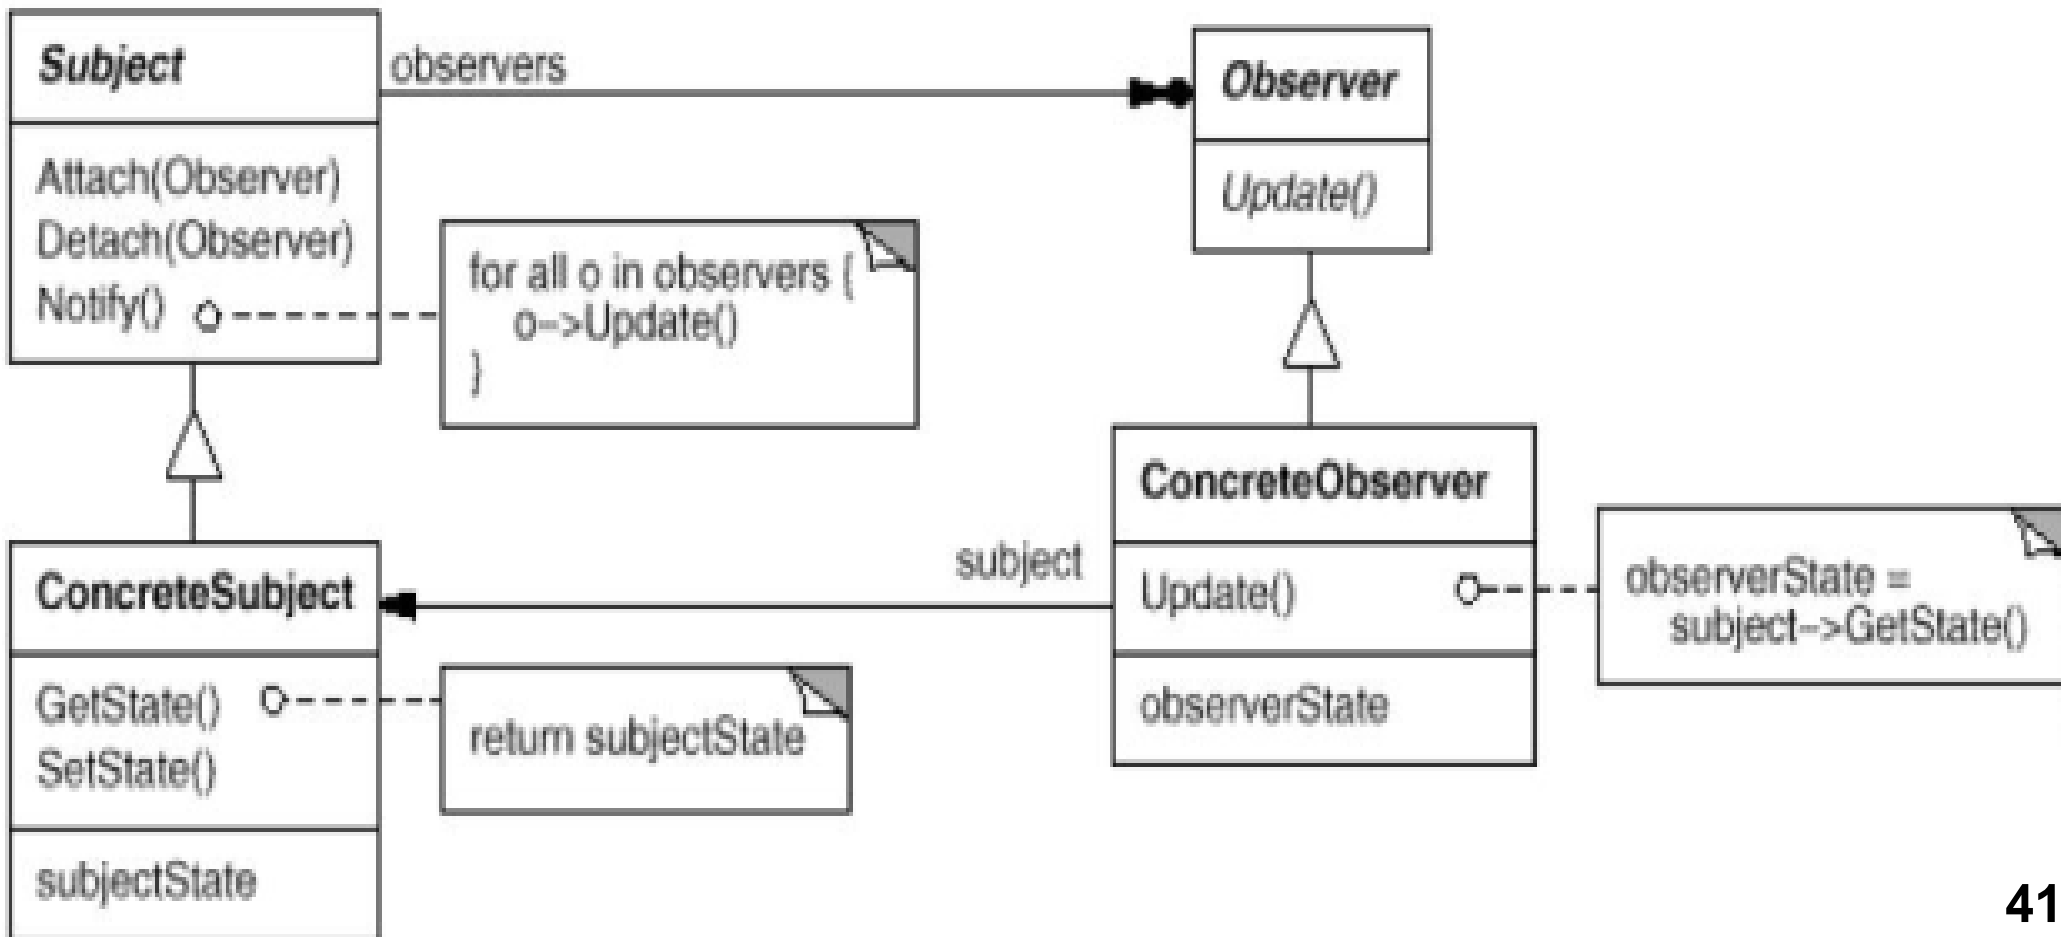 Subject
observers
Attach(Observer)
Detach(Observer)
Notify()
for all o in observers {
o->Update()
}
Observer
Update()
ConcreteSubject
GetState()
SetState()
subjectState
return subjectState
subject
ConcreteObserver
Update()
observerState
observerState =
subject->GetState()
41